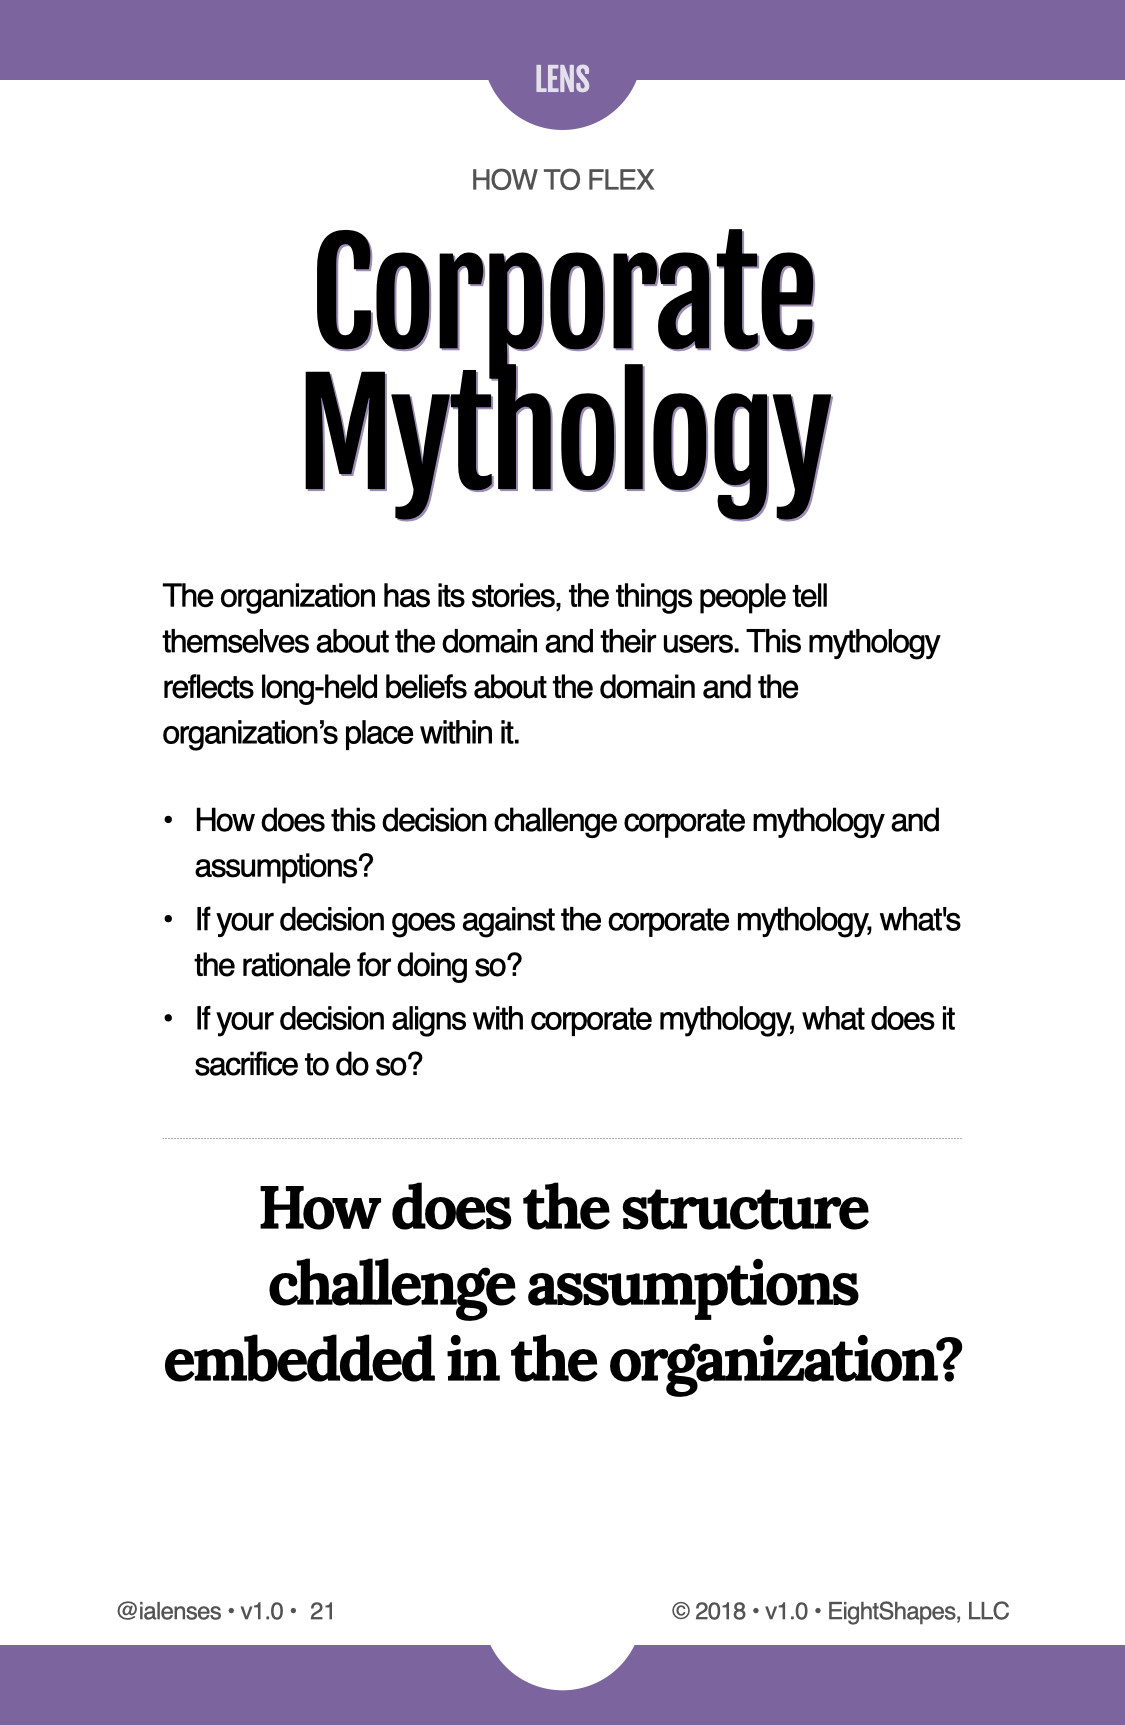 LENS
HOW TO FLEX
Corporate
Mythology
The organization has its stories, the things people tell
themselves about the domain and their users. This mythology
reflects long-held beliefs about the domain and the
organization’s place within it.
• How does this decision challenge corporate mythology and
assumptions?
• If your decision goes against the corporate mythology, what's
the rationale for doing so?
• If your decision aligns with corporate mythology, what does it
sacrifice to do so?
How does the structure
challenge assumptions
embedded in the organization?
@ialenses • v1.0 • 21
© 2018 • v1.0 • EightShapes, LLC